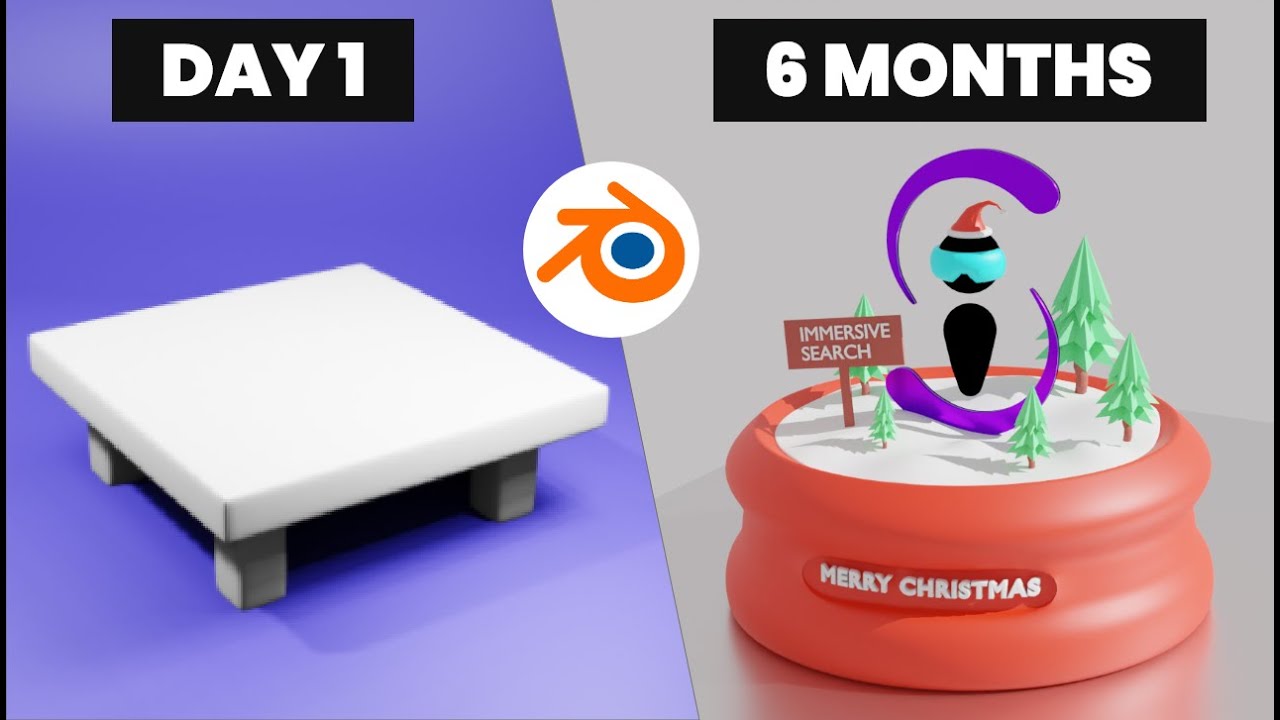 DAY 1
6 MONTHS
IMMERSIVE
SEARCH
MERRY CHRISTMAS